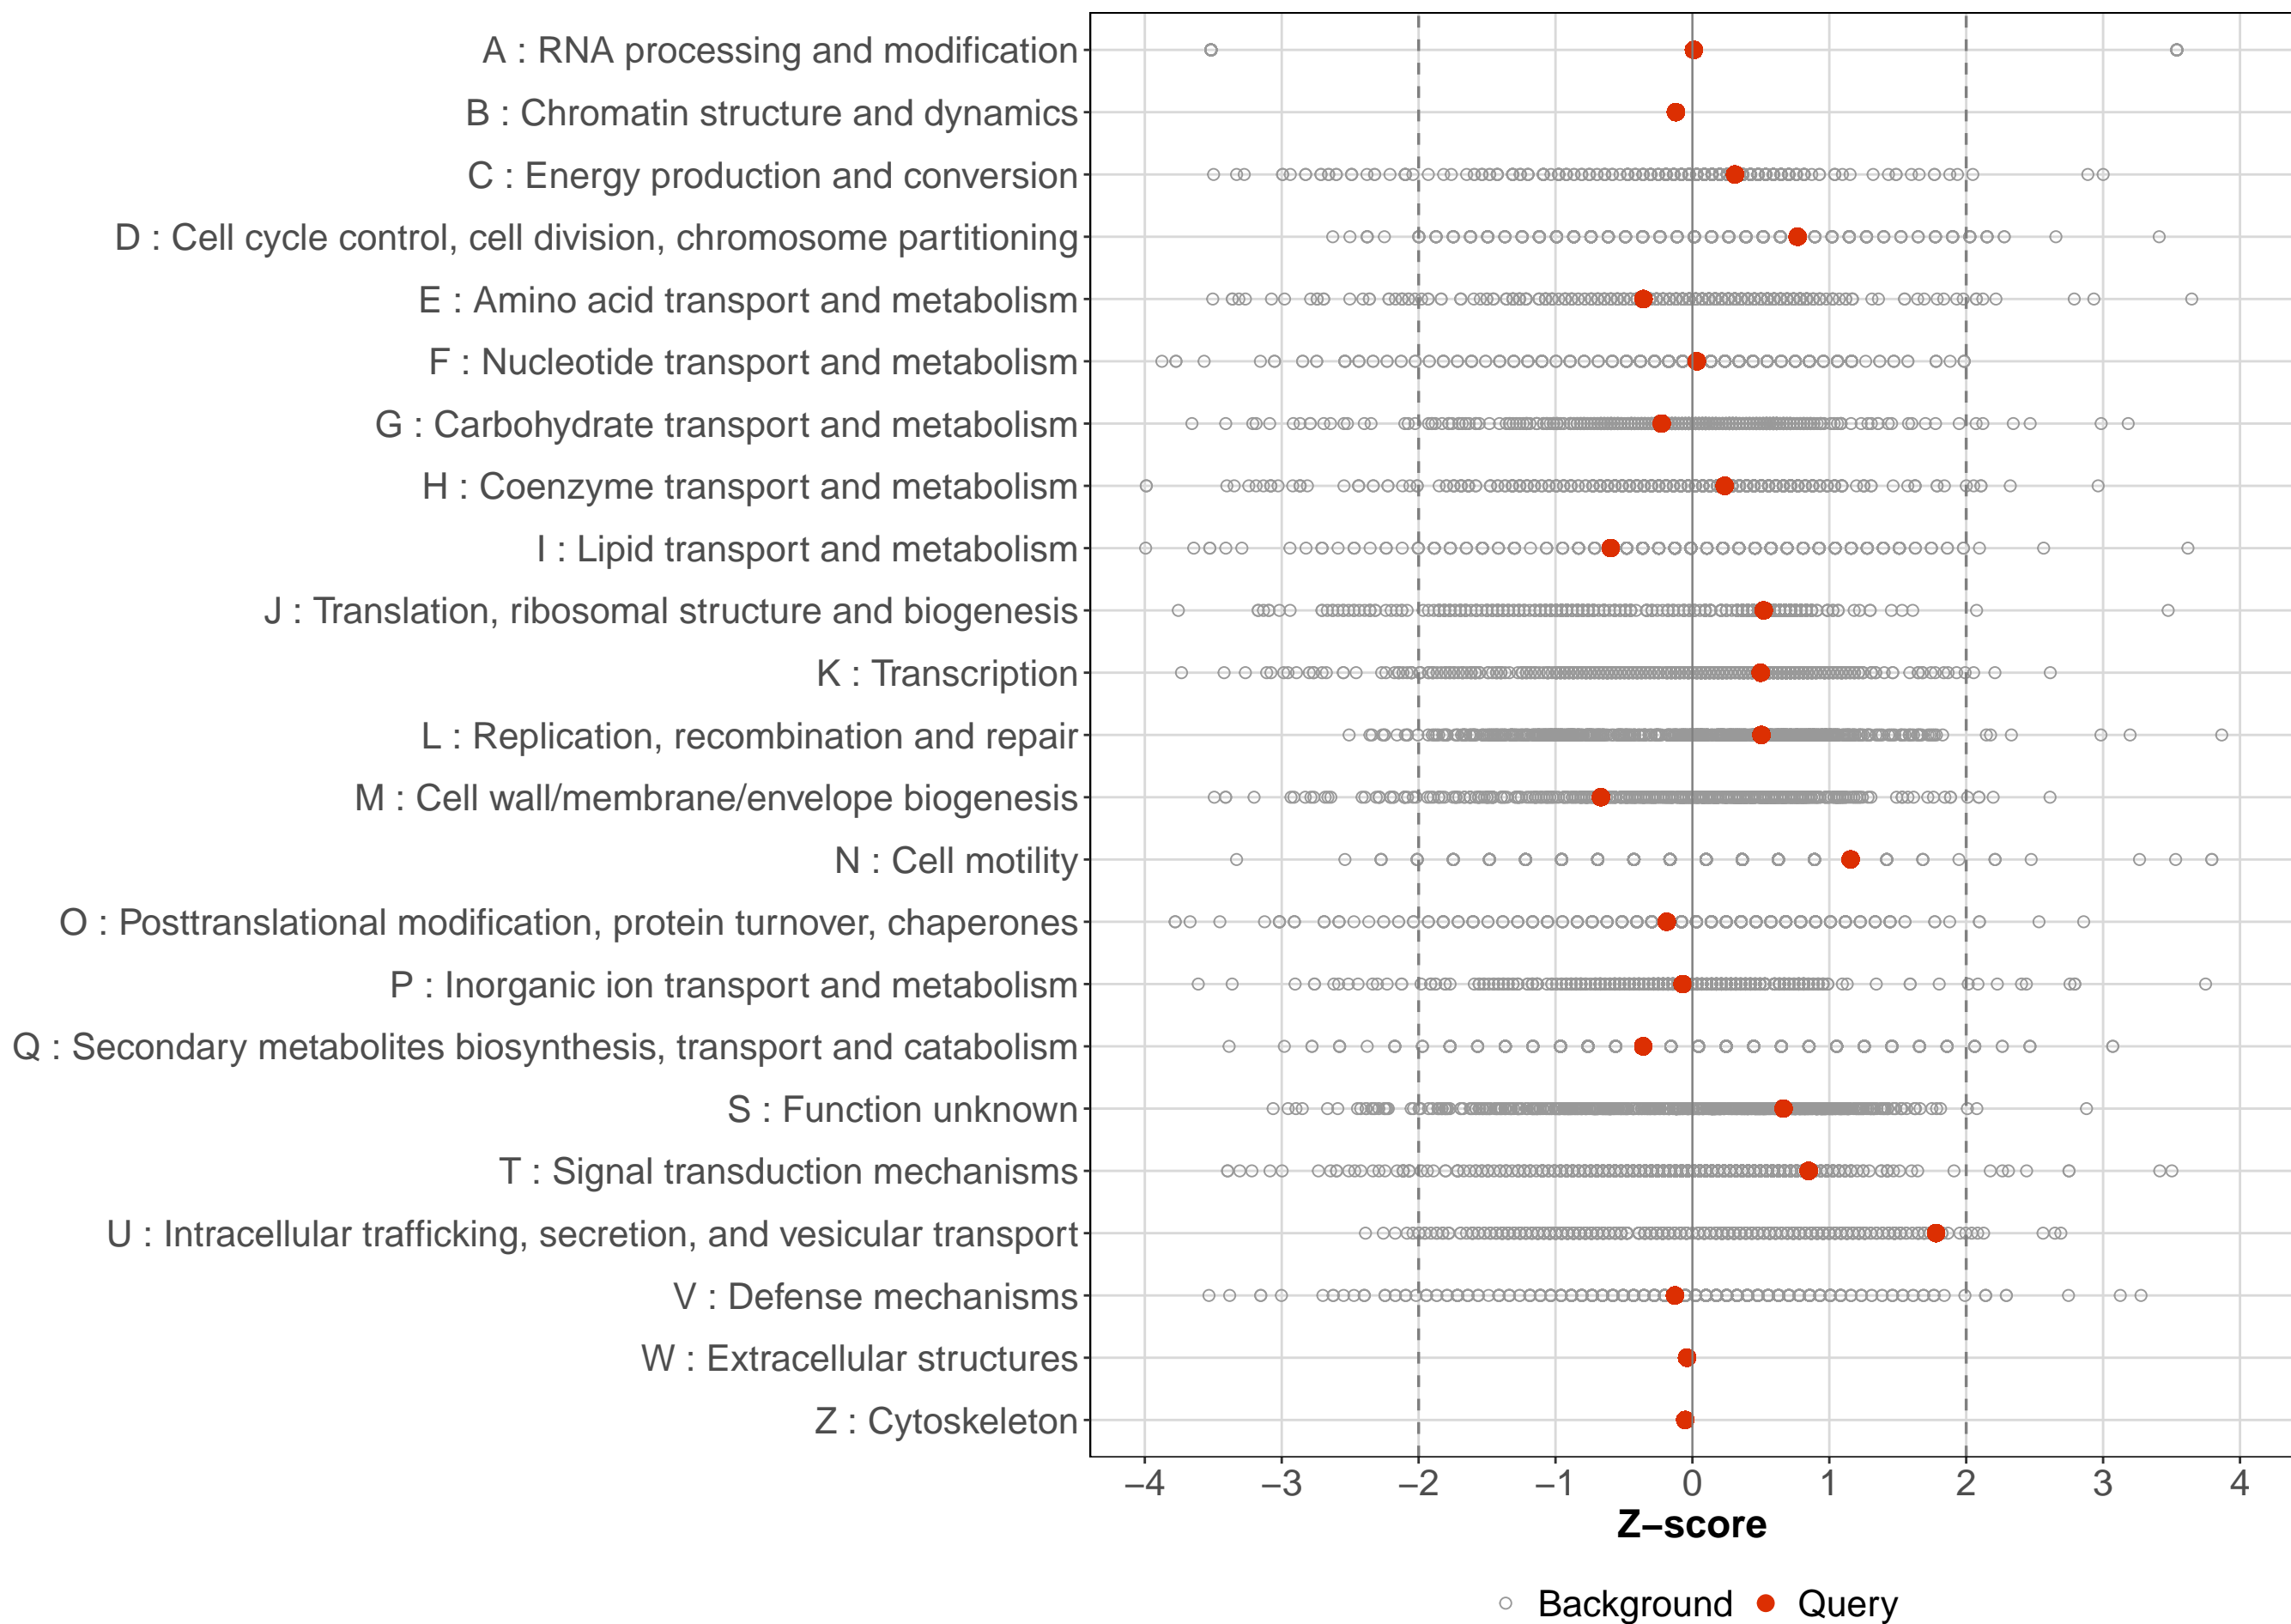 A : RNA processing and modification
B : Chromatin structure and dynamics
C : Energy production and conversion
D : Cell cycle control, cell division, chromosome partitioning
E : Amino acid transport and metabolism
F : Nucleotide transport and metabolism
G : Carbohydrate transport and metabolism
H : Coenzyme transport and metabolism
I : Lipid transport and metabolism
J : Translation, ribosomal structure and biogenesis
K : Transcription
L : Replication, recombination and repair
M : Cell wall/membrane/envelope biogenesis
N : Cell motility
O : Posttranslational modification, protein turnover, chaperones
P : Inorganic ion transport and metabolism
Q : Secondary metabolites biosynthesis, transport and catabolism
S : Function unknown
T : Signal transduction mechanisms
U : Intracellular trafficking, secretion, and vesicular transport
V : Defense mechanisms
W : Extracellular structures
Z : Cytoskeleton
−4 −3 −2 −1 0 1 2 3 4
Z−score
Background Query